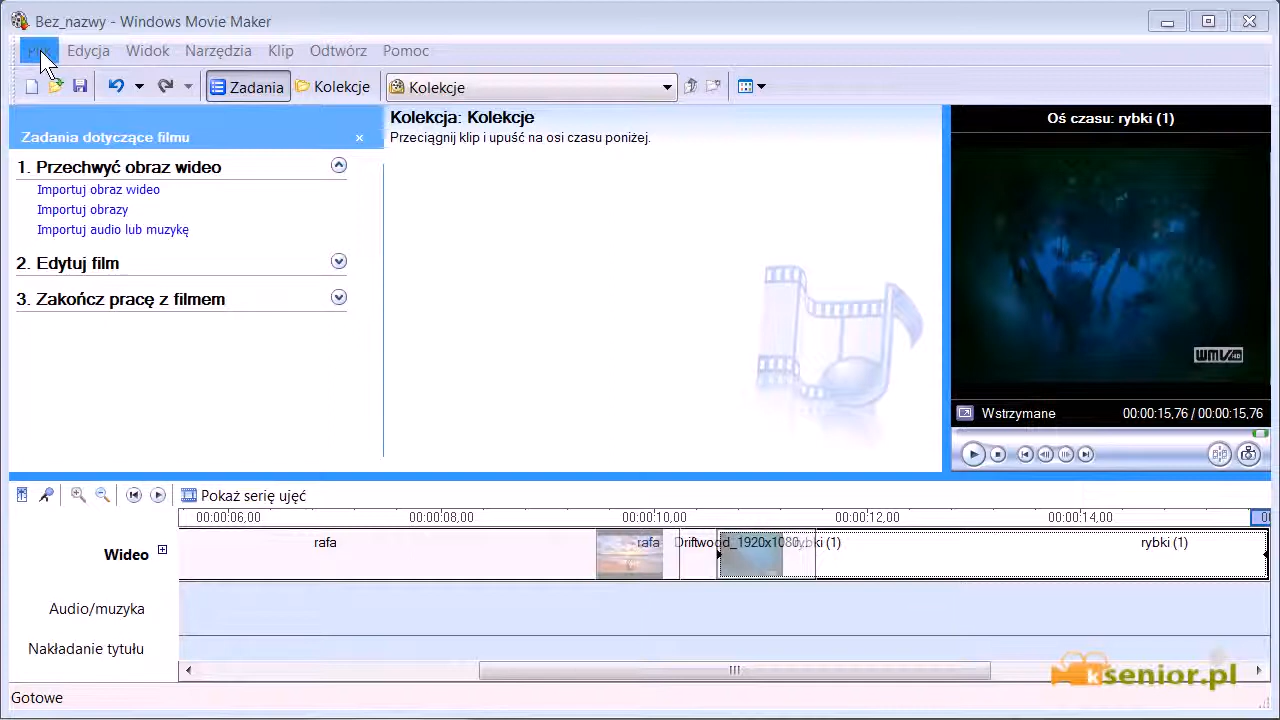 Bez_nazwy - Windows Movie Maker
Edycja Widok Narzędzia Klip Odtwórz Pomoc
Zadania Kolekcje Kolekcje
Zadania dotyczące filmu
1. Przechwyć obraz wideo
Importuj obraz wideo
Importuj obrazy
Importuj audio lub muzykę
2. Edytuj film
3. Zakończ pracę z filmem
Kolekcja: Kolekcje
Przeciągnij klip i upuść na osi czasu poniżej.
Oś czasu: rybki (1)
WMV HD
Wstrzymane 00:00:15,76 / 00:00:15,76
Pokaż serię ujęć
00:00:06,00 00:00:08,00 00:00:10,00 00:00:12,00 00:00:14,00
Wideo rafa rafa Driftwood_1920x1080 rybki (1) rybki (1)
Audio/muzyka
Nakładanie tytułu
ksenior.pl
Gotowe